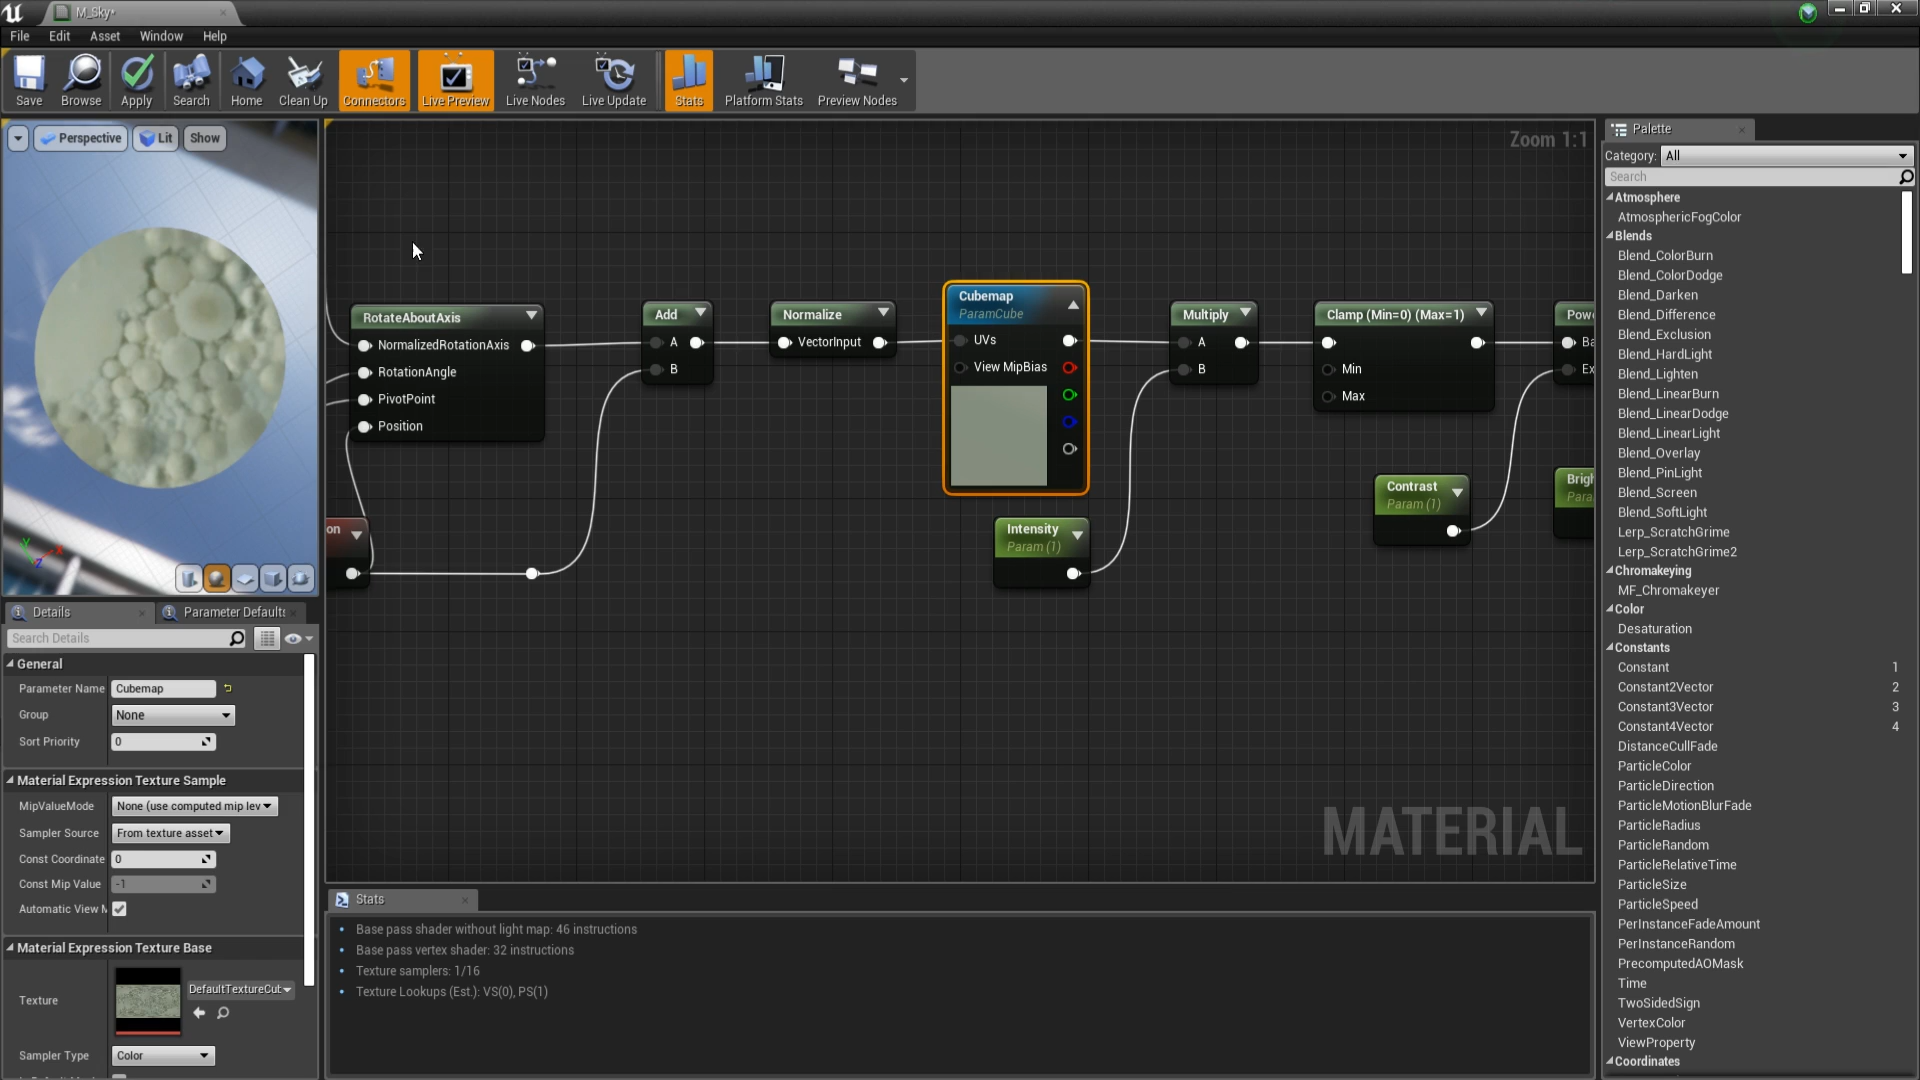 M_Sky*
File Edit Asset Window Help
Save Browse Apply Search Home Clean Up Connectors Live Preview Live Nodes Live Update Stats Platform Stats Preview Nodes
Perspective Lit Show
Zoom 1:1
RotateAboutAxis
NormalizedRotationAxis
RotationAngle
PivotPoint
Position
on
Add
A
B
Normalize
VectorInput
Cubemap
ParamCube
UVs
View MipBias
Intensity
Param (1)
Multiply
A
B
Clamp (Min=0) (Max=1)
Min
Max
Contrast
Param (1)
Powe
Ba
Ex
Brigh
Para
MATERIAL
Details
Parameter Defaults
Search Details
General
Parameter Name Cubemap
Group None
Sort Priority 0
Material Expression Texture Sample
MipValueMode None (use computed mip lev
Sampler Source From texture asset
Const Coordinate 0
Const Mip Value -1
Automatic View M
Material Expression Texture Base
Texture DefaultTextureCub
Sampler Type Color
Stats
Base pass shader without light map: 46 instructions
Base pass vertex shader: 32 instructions
Texture samplers: 1/16
Texture Lookups (Est.): VS(0), PS(1)
Palette
Category: All
Search
Atmosphere
AtmosphericFogColor
Blends
Blend_ColorBurn
Blend_ColorDodge
Blend_Darken
Blend_Difference
Blend_Exclusion
Blend_HardLight
Blend_Lighten
Blend_LinearBurn
Blend_LinearDodge
Blend_LinearLight
Blend_Overlay
Blend_PinLight
Blend_Screen
Blend_SoftLight
Lerp_ScratchGrime
Lerp_ScratchGrime2
Chromakeying
MF_Chromakeyer
Color
Desaturation
Constants
Constant 1
Constant2Vector 2
Constant3Vector 3
Constant4Vector 4
DistanceCullFade
ParticleColor
ParticleDirection
ParticleMotionBlurFade
ParticleRadius
ParticleRandom
ParticleRelativeTime
ParticleSize
ParticleSpeed
PerInstanceFadeAmount
PerInstanceRandom
PrecomputedAOMask
Time
TwoSidedSign
VertexColor
ViewProperty
Coordinates